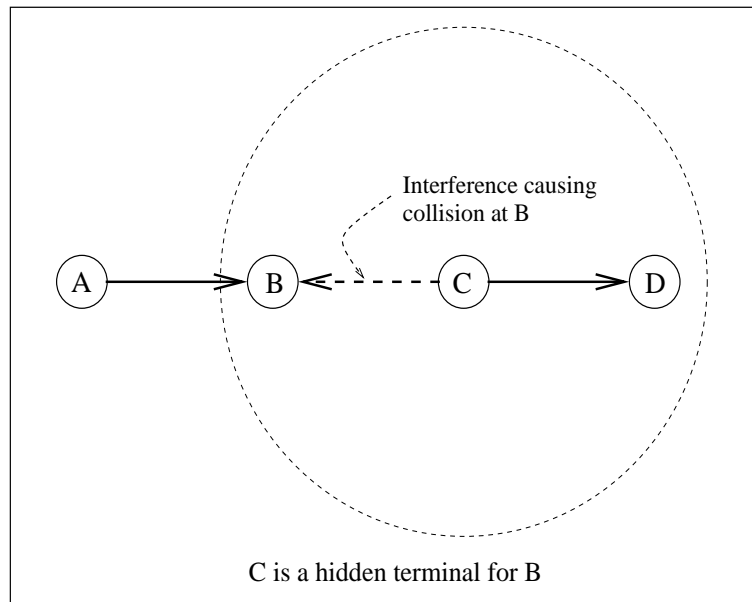 Interference causing
collision at B
A B C D
C is a hidden terminal for B